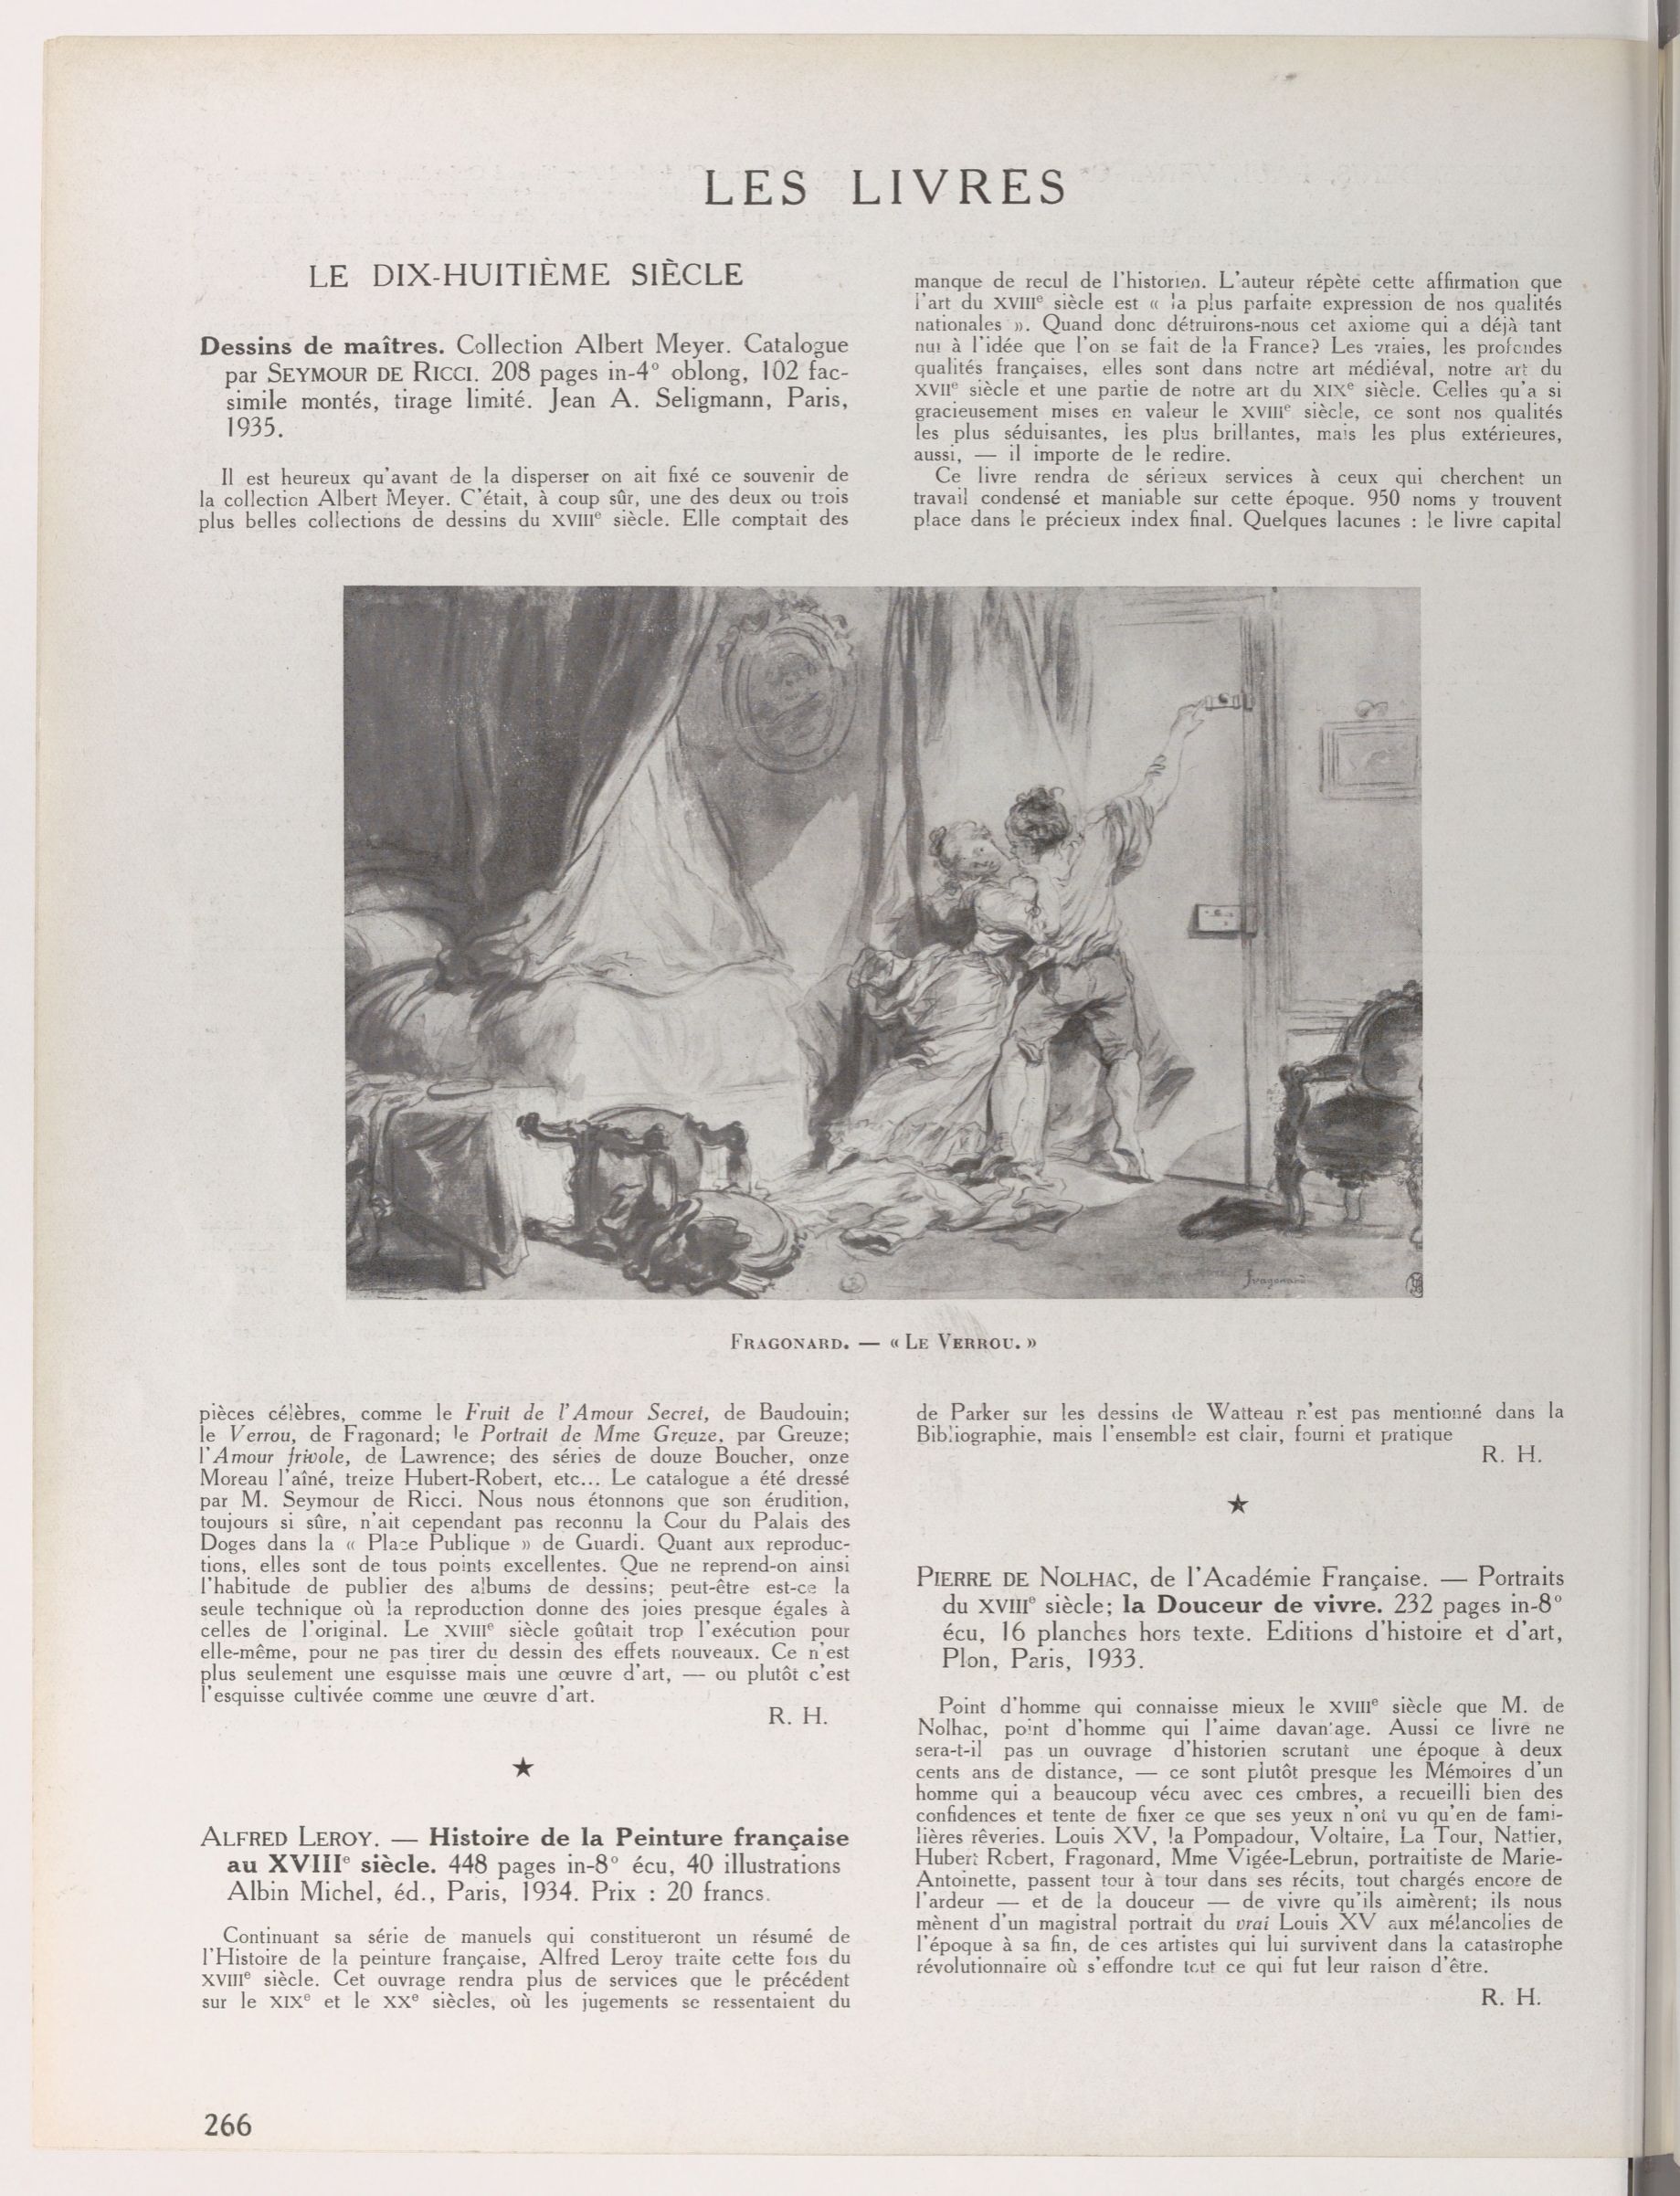 LES LIVRES
LE DIX-HUITIÈME SIÈCLE
Dessins de maîtres. Collection Albert Meyer. Catalogue
par SEYMOUR DE RICCI. 208 pages in-4° oblong, 102 fac-
simile montés, tirage limité. Jean A. Seligmann, Paris,
1935.
Il est heureux qu'avant de la disperser on ait fixé ce souvenir de
la collection Albert Meyer. C'était, à coup sûr, une des deux ou trois
plus belles collections de dessins du XVIIIe siècle. Elle comptait des
pièces célèbres, comme le Fruit de l'Amour Secret, de Baudouin;
le Verrou, de Fragonard; le Portrait de Mme Greuze, par Greuze;
l'Amour frivole, de Lawrence; des séries de douze Boucher, onze
Moreau l'aîné, treize Hubert-Robert, etc... Le catalogue a été dressé
par M. Seymour de Ricci. Nous nous étonnons que son érudition,
toujours si sûre, n'ait cependant pas reconnu la Cour du Palais des
Doges dans la « Place Publique » de Guardi. Quant aux reproduc-
tions, elles sont de tous points excellentes. Que ne reprend-on ainsi
l'habitude de publier des albums de dessins; peut-être est-ce la
seule technique où la reproduction donne des joies presque égales à
celles de l'original. Le XVIIIe siècle goûtait trop l'exécution pour
elle-même, pour ne pas tirer du dessin des effets nouveaux. Ce n'est
plus seulement une esquisse mais une œuvre d'art, — ou plutôt c'est
l'esquisse cultivée comme une œuvre d'art.
R. H.
★
ALFRED LEROY. — Histoire de la Peinture française
au XVIIIe siècle. 448 pages in-8° écu, 40 illustrations
Albin Michel, éd., Paris, 1934. Prix : 20 francs.
Continuant sa série de manuels qui constitueront un résumé de
l'Histoire de la peinture française, Alfred Leroy traite cette fois du
XVIIIe siècle. Cet ouvrage rendra plus de services que le précédent
sur le XIXe et le XXe siècles, où les jugements se ressentaient du
manque de recul de l'historien. L'auteur répète cette affirmation que
l'art du XVIIIe siècle est « la plus parfaite expression de nos qualités
nationales ». Quand donc détruirons-nous cet axiome qui a déjà tant
nui à l'idée que l'on se fait de la France? Les vraies, les profondes
qualités françaises, elles sont dans notre art médiéval, notre art du
XVIIe siècle et une partie de notre art du XIXe siècle. Celles qu'a si
gracieusement mises en valeur le XVIIIe siècle, ce sont nos qualités
les plus séduisantes, les plus brillantes, mais les plus extérieures,
aussi, — il importe de le redire.
Ce livre rendra de sérieux services à ceux qui cherchent un
travail condensé et maniable sur cette époque. 950 noms y trouvent
place dans le précieux index final. Quelques lacunes : le livre capital
fragonard
FRAGONARD. — « LE VERROU. »
de Parker sur les dessins de Watteau n'est pas mentionné dans la
Bibliographie, mais l'ensemble est clair, fourni et pratique
R. H.
★
PIERRE DE NOLHAC, de l'Académie Française. — Portraits
du XVIIIe siècle; la Douceur de vivre. 232 pages in-8°
écu, 16 planches hors texte. Editions d'histoire et d'art,
Plon, Paris, 1933.
Point d'homme qui connaisse mieux le XVIIIe siècle que M. de
Nolhac, point d'homme qui l'aime davantage. Aussi ce livre ne
sera-t-il pas un ouvrage d'historien scrutant une époque à deux
cents ans de distance, — ce sont plutôt presque les Mémoires d'un
homme qui a beaucoup vécu avec ces ombres, a recueilli bien des
confidences et tente de fixer ce que ses yeux n'ont vu qu'en de fami-
lières rêveries. Louis XV, la Pompadour, Voltaire, La Tour, Nattier,
Hubert Robert, Fragonard, Mme Vigée-Lebrun, portraitiste de Marie-
Antoinette, passent tour à tour dans ses récits, tout chargés encore de
l'ardeur — et de la douceur — de vivre qu'ils aimèrent; ils nous
mènent d'un magistral portrait du vrai Louis XV aux mélancolies de
l'époque à sa fin, de ces artistes qui lui survivent dans la catastrophe
révolutionnaire où s'effondre tout ce qui fut leur raison d'être.
R. H.
266